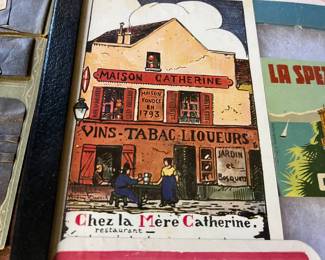 MAISON CATHERINE
MAISON
FONDÉE
EN
1793
VINS-TABAC-LIQUEURS
JARDIN
et
BOSQUETS
Chez la Mère Catherine.
restaurant
LA SPE